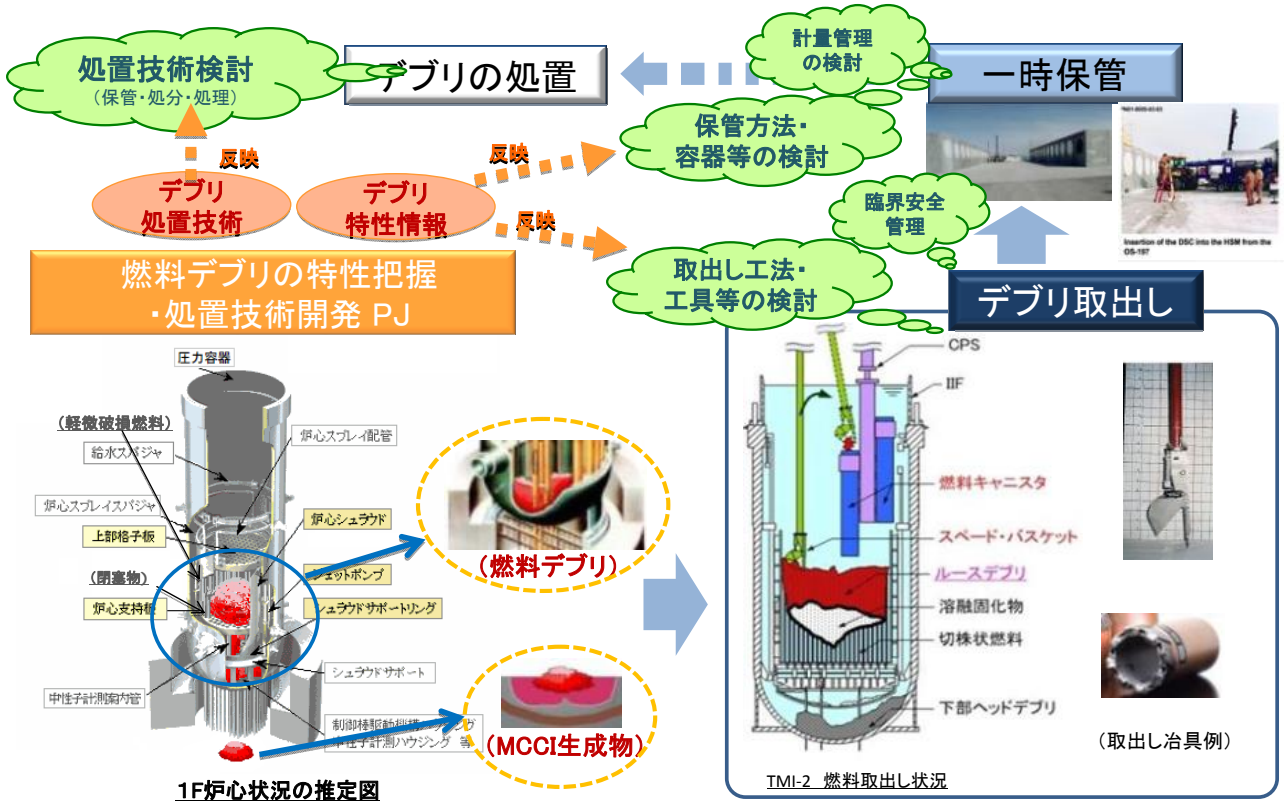 処置技術検討
(保管・処分・処理)
デブリの処置
計量管理
の検討
一時保管
保管方法・
容器等の検討
反映
反映
反映
デブリ
処置技術
デブリ
特性情報
臨界安全
管理
Insertion of the DSC into the HSM from the
OS-197
燃料デブリの特性把握
・処置技術開発 PJ
取出し工法・
工具等の検討
デブリ取出し
圧力容器
(軽微破損燃料)
給水スパジャ
炉心スプレイ配管
炉心スプレイスパジャ
上部格子板
炉心シュラウド
(閉塞物)
ジェットポンプ
炉心支持板
シュラウドサポートリング
シュラウドサポート
中性子計測案内管
制御棒駆動機構ハウジング
中性子計測ハウジング 等
1F炉心状況の推定図
(燃料デブリ)
(MCCI生成物)
CPS
IIF
燃料キャニスタ
スペード・バスケット
ルースデブリ
溶融固化物
切株状燃料
下部ヘッドデブリ
(取出し冶具例)
TMI-2 燃料取出し状況